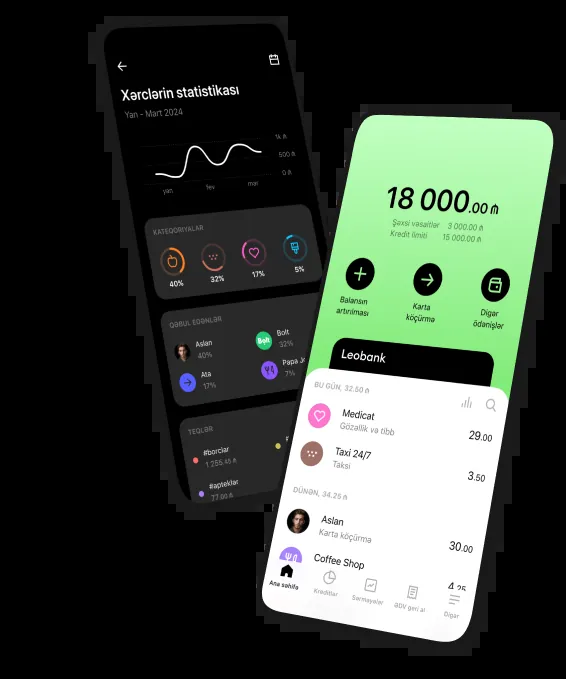 Xərclərin statistikası
Yan - Mart 2024
1k ₼
500 ₼
0 ₼
yan
fev
mar
KATEQORİYALAR
40%
32%
17%
5%
QƏBUL EDƏNLƏR
Aslan
40%
Bolt
Bolt
32%
Ata
17%
Papa Jo
7%
TEQLƏR
#borclar
1 255.45 ₼
#apteklər
77.00 ₼
18 000.00 ₼
Şəxsi vəsaitlər 3 000.00 ₼
Kredit limiti 15 000.00 ₼
Balansın
artırılması
Karta
köçürmə
Digər
ödənişlər
Leobank
BU GÜN, 32.50 ₼
Medicat
Gözəllik və tibb
29.00
Taxi 24/7
Taksi
3.50
DÜNƏN, 34.25 ₼
Aslan
Karta köçürmə
30.00
Coffee Shop
4.25
Ana səhifə
Kreditlər
Sərmayələr
ƏDV geri al
Digər